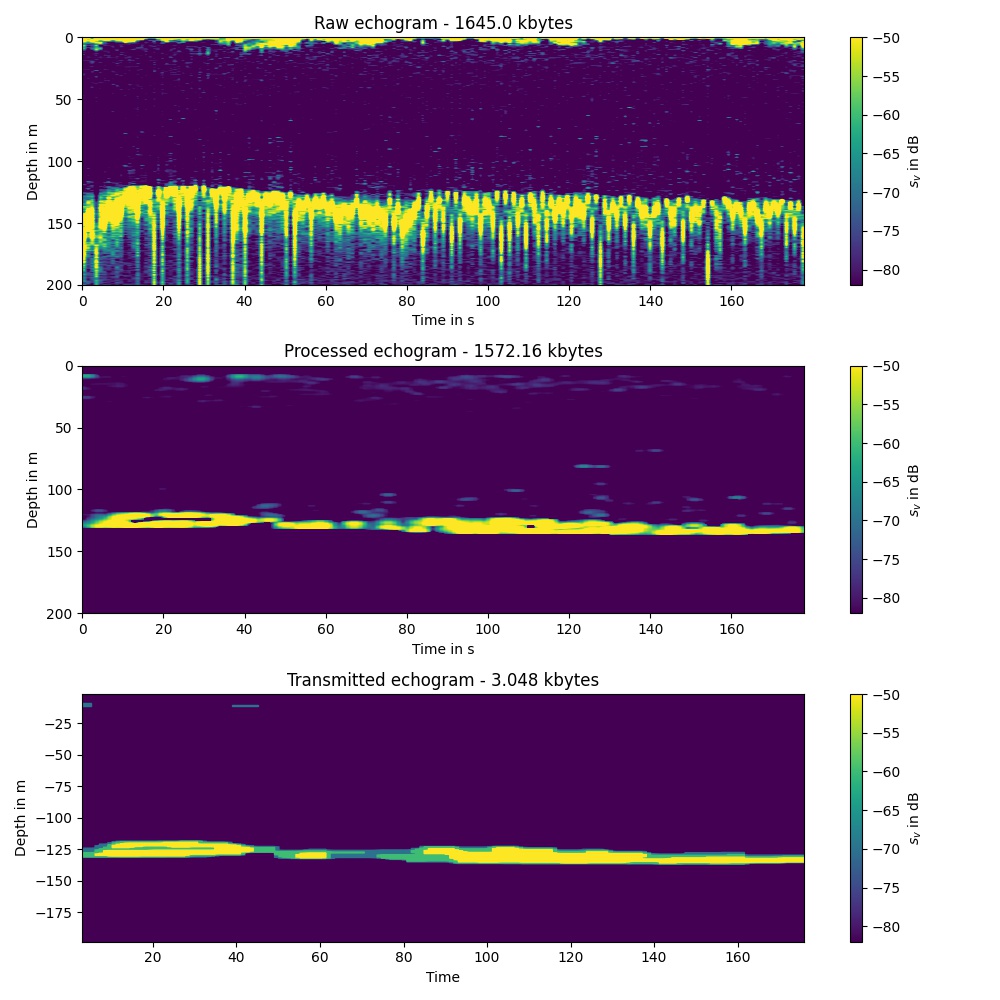 Raw echogram - 1645.0 kbytes
0
50
100
150
200
Depth in m
0 20 40 60 80 100 120 140 160
Time in s
−50
−55
−60
−65
−70
−75
−80
sv in dB
Processed echogram - 1572.16 kbytes
0
50
100
150
200
Depth in m
0 20 40 60 80 100 120 140 160
Time in s
−50
−55
−60
−65
−70
−75
−80
sv in dB
Transmitted echogram - 3.048 kbytes
−25
−50
−75
−100
−125
−150
−175
Depth in m
20 40 60 80 100 120 140 160
Time
−50
−55
−60
−65
−70
−75
−80
sv in dB